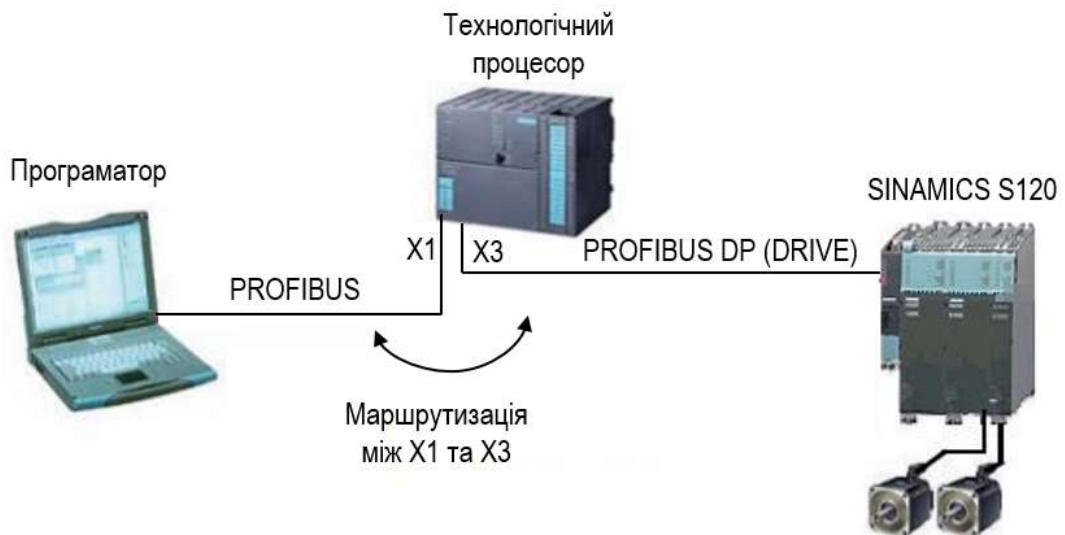 Технологічний
процесор
Програматор
SINAMICS S120
X1
X3
PROFIBUS DP (DRIVE)
PROFIBUS
Маршрутизація
між X1 та X3